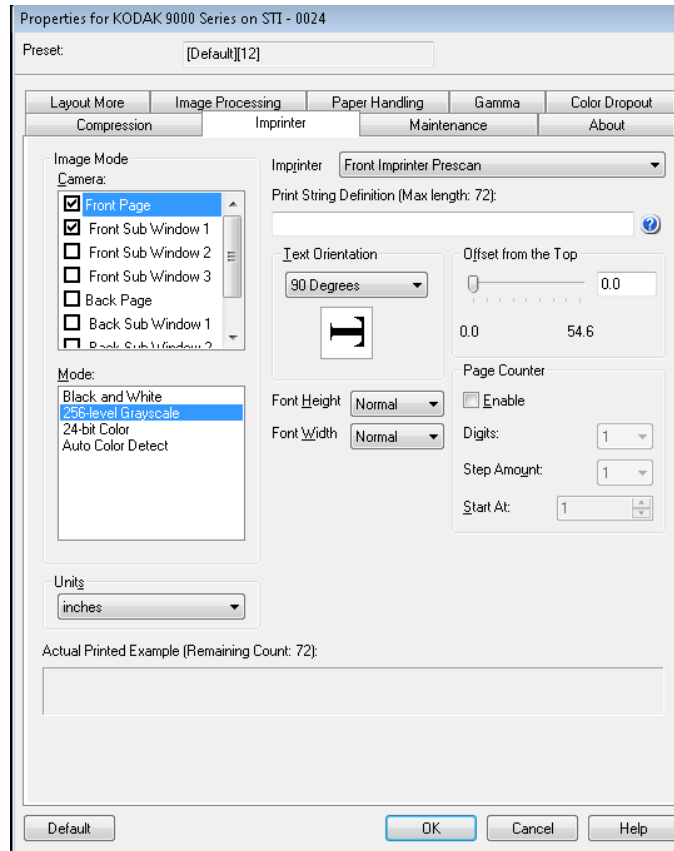 Properties for KODAK 9000 Series on STI - 0024
Preset: [Default][12]
Layout More Image Processing Paper Handling Gamma Color Dropout
Compression Imprinter Maintenance About
Image Mode
Camera:
Front Page
Front Sub Window 1
Front Sub Window 2
Front Sub Window 3
Back Page
Back Sub Window 1
Back Sub Window 2
Mode:
Black and White
256-level Grayscale
24-bit Color
Auto Color Detect
Units
inches
Imprinter Front Imprinter Prescan
Print String Definition (Max length: 72):
Text Orientation
90 Degrees
T
Font Height Normal
Font Width Normal
Offset from the Top
0.0
0.0 54.6
Page Counter
Enable
Digits: 1
Step Amount: 1
Start At: 1
Actual Printed Example (Remaining Count: 72):
Default OK Cancel Help